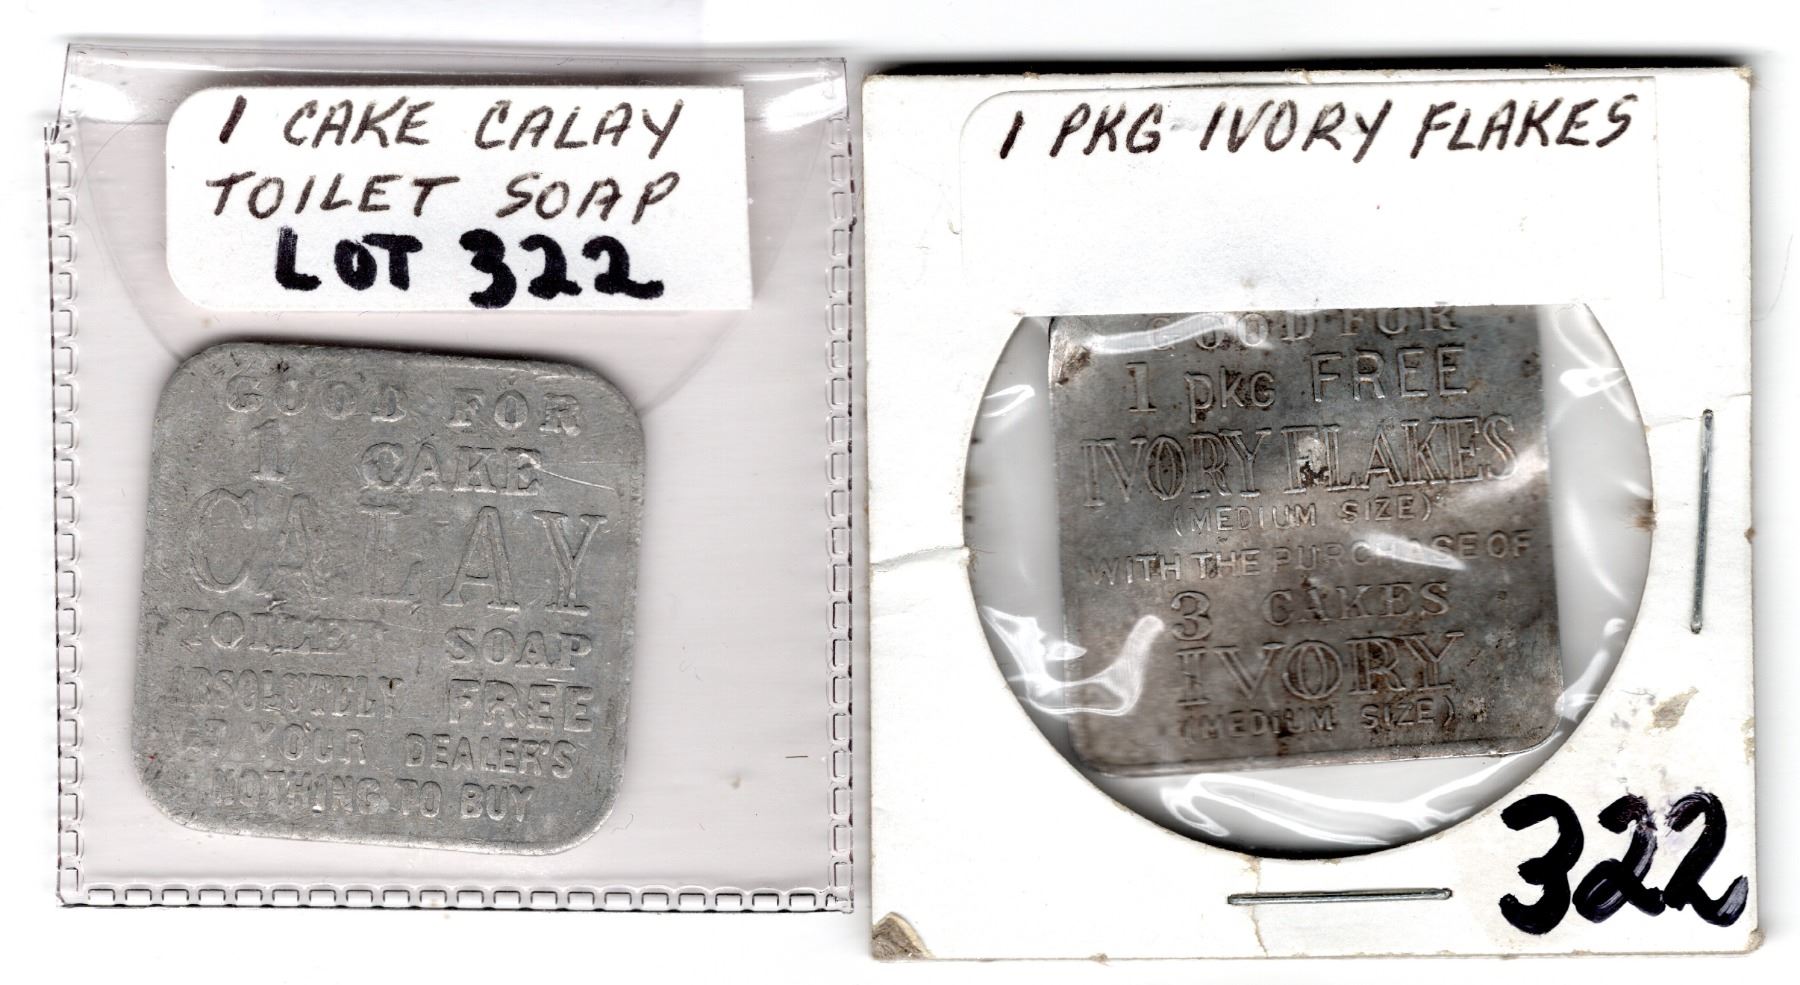 1 CAKE CALAY
TOILET SOAP
LOT 322
GOOD FOR
1 CAKE
CALAY
TOILET SOAP
ABSOLUTELY FREE
AT YOUR DEALER'S
NOTHING TO BUY
1 PKG IVORY FLAKES
GOOD FOR
1 PKG FREE
IVORY FLAKES
(MEDIUM SIZE)
WITH THE PURCHASE OF
3 CAKES
IVORY
(MEDIUM SIZE)
322